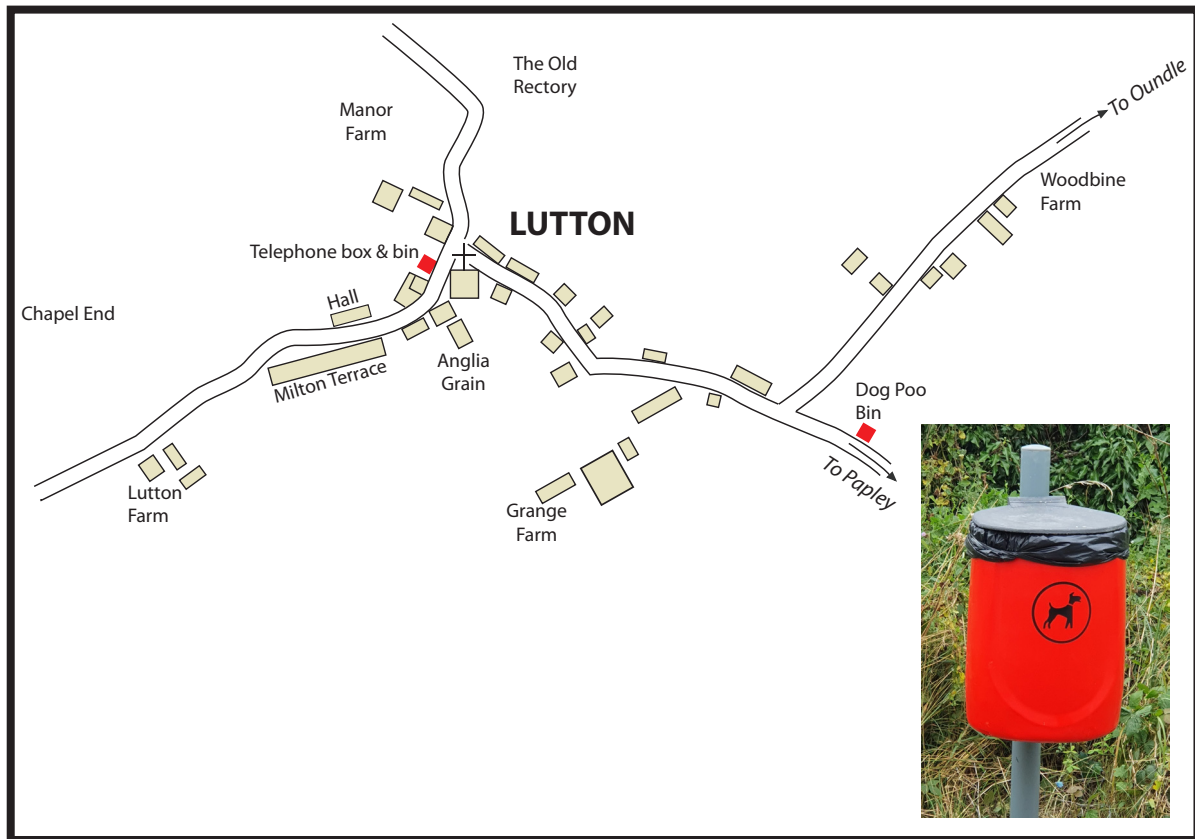 The Old
Rectory
Manor
Farm
To Oundle
Woodbine
Farm
LUTTON
Telephone box & bin
Hall
Chapel End
Milton Terrace
Anglia
Grain
Dog Poo
Bin
To Papley
Lutton
Farm
Grange
Farm